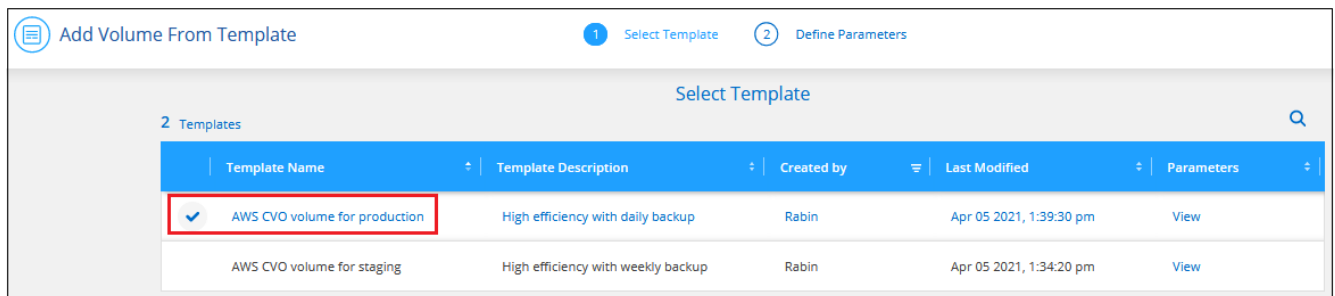 Add Volume From Template
1 Select Template 2 Define Parameters
Select Template
2 Templates
Template Name Template Description Created by Last Modified Parameters
AWS CVO volume for production High efficiency with daily backup Rabin Apr 05 2021, 1:39:30 pm View
AWS CVO volume for staging High efficiency with weekly backup Rabin Apr 05 2021, 1:34:20 pm View